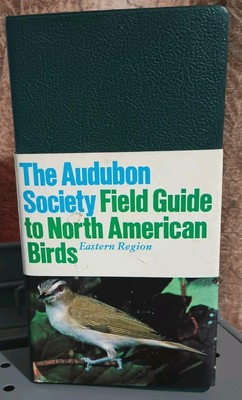 The Audubon
Society Field Guide
to North American
Birds Eastern Region